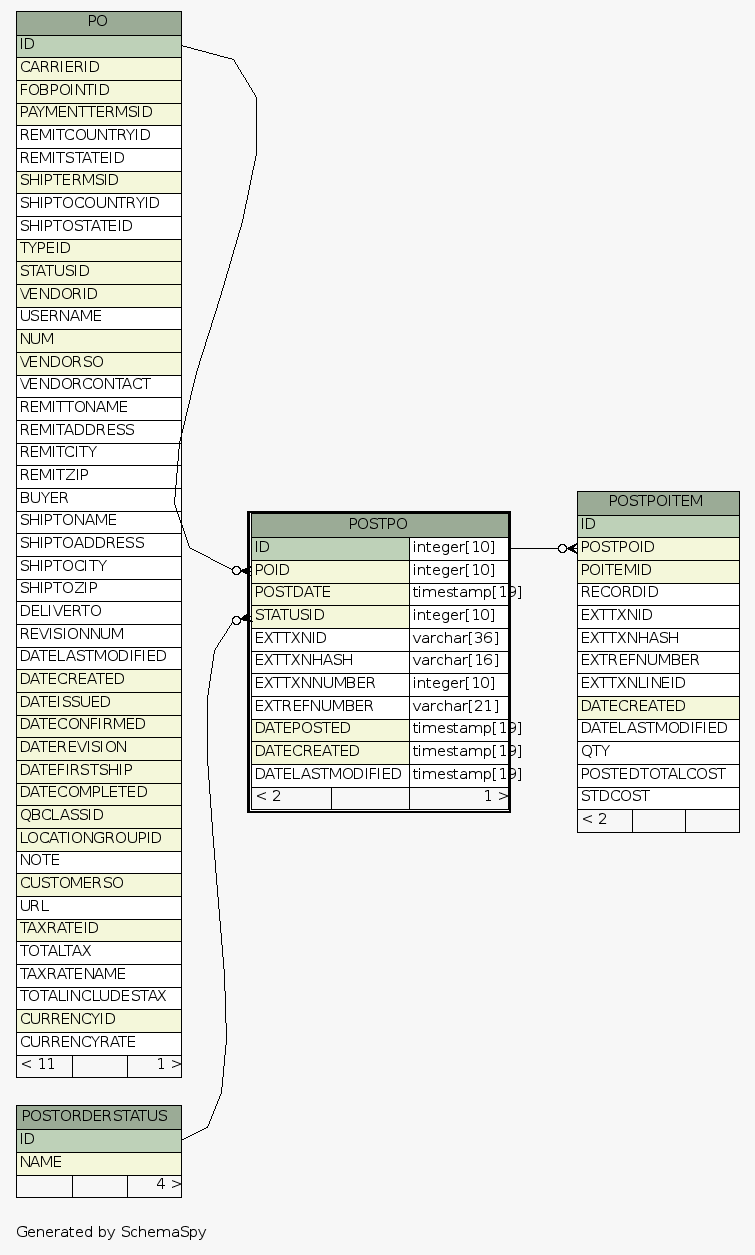 PO
ID
CARRIERID
FOBPOINTID
PAYMENTTERMSID
REMITCOUNTRYID
REMITSTATEID
SHIPTERMSID
SHIPTOCOUNTRYID
SHIPTOSTATEID
TYPEID
STATUSID
VENDORID
USERNAME
NUM
VENDORSO
VENDORCONTACT
REMITTONAME
REMITADDRESS
REMITCITY
REMITZIP
BUYER
SHIPTONAME
SHIPTOADDRESS
SHIPTOCITY
SHIPTOZIP
DELIVERTO
REVISIONNUM
DATELASTMODIFIED
DATECREATED
DATEISSUED
DATECONFIRMED
DATEREVISION
DATEFIRSTSHIP
DATECOMPLETED
QBCLASSID
LOCATIONGROUPID
NOTE
CUSTOMERSO
URL
TAXRATEID
TOTALTAX
TAXRATENAME
TOTALINCLUDESTAX
CURRENCYID
CURRENCYRATE
< 11 1 >
POSTORDERSTATUS
ID
NAME
4 >
POSTPO
ID integer[10]
POID integer[10]
POSTDATE timestamp[19]
STATUSID integer[10]
EXTTXNID varchar[36]
EXTTXNHASH varchar[16]
EXTTXNNUMBER integer[10]
EXTREFNUMBER varchar[21]
DATEPOSTED timestamp[19]
DATECREATED timestamp[19]
DATELASTMODIFIED timestamp[19]
< 2 1 >
POSTPOITEM
ID
POSTPOID
POITEMID
RECORDID
EXTTXNID
EXTTXNHASH
EXTREFNUMBER
EXTTXNLINEID
DATECREATED
DATELASTMODIFIED
QTY
POSTEDTOTALCOST
STDCOST
< 2
Generated by SchemaSpy